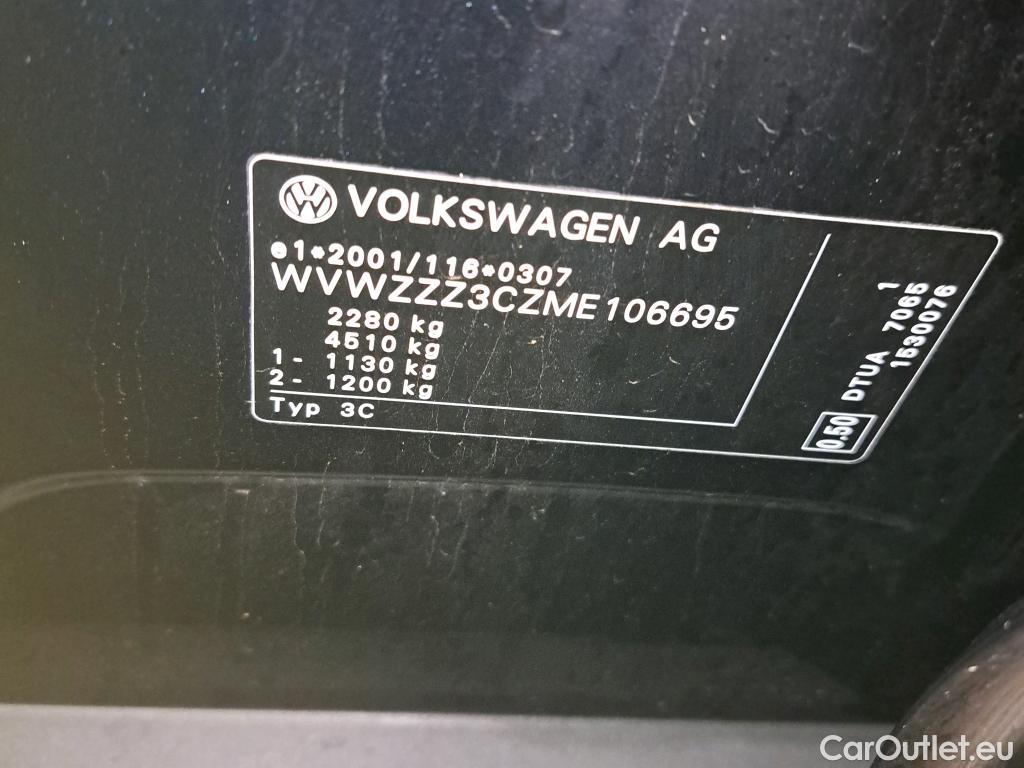 VOLKSWAGEN AG
e1*2001/116*0307
WVWZZZ3CZME106695
2280 kg
4510 kg
1- 1130 kg
2- 1200 kg
Typ 3C
1
DTUA 7065
1530076
0.50
CarOutlet.eu